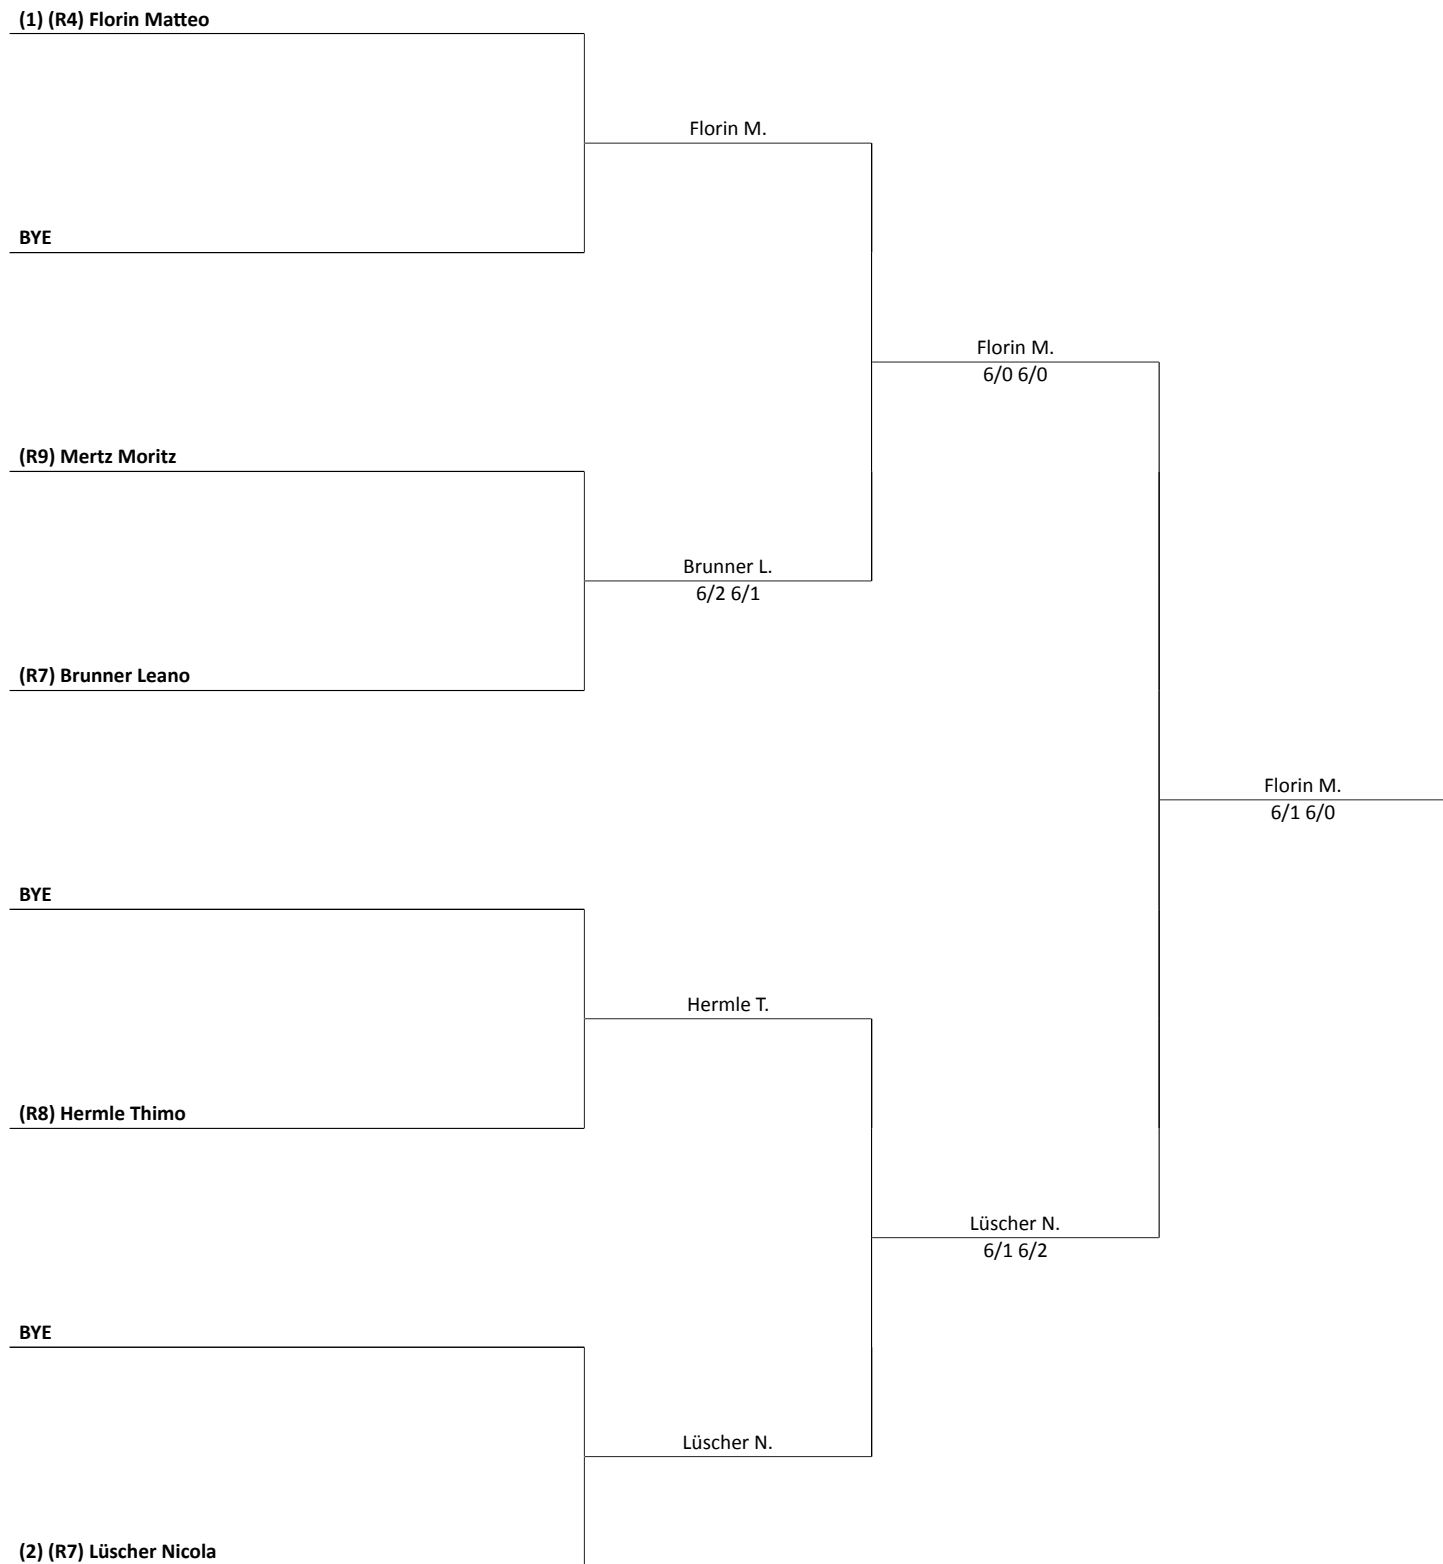 (1) (R4) Florin Matteo
Florin M.
BYE
Florin M.
6/0 6/0
(R9) Mertz Moritz
Brunner L.
6/2 6/1
(R7) Brunner Leano
Florin M.
6/1 6/0
BYE
Hermle T.
(R8) Hermle Thimo
Lüscher N.
6/1 6/2
BYE
Lüscher N.
(2) (R7) Lüscher Nicola